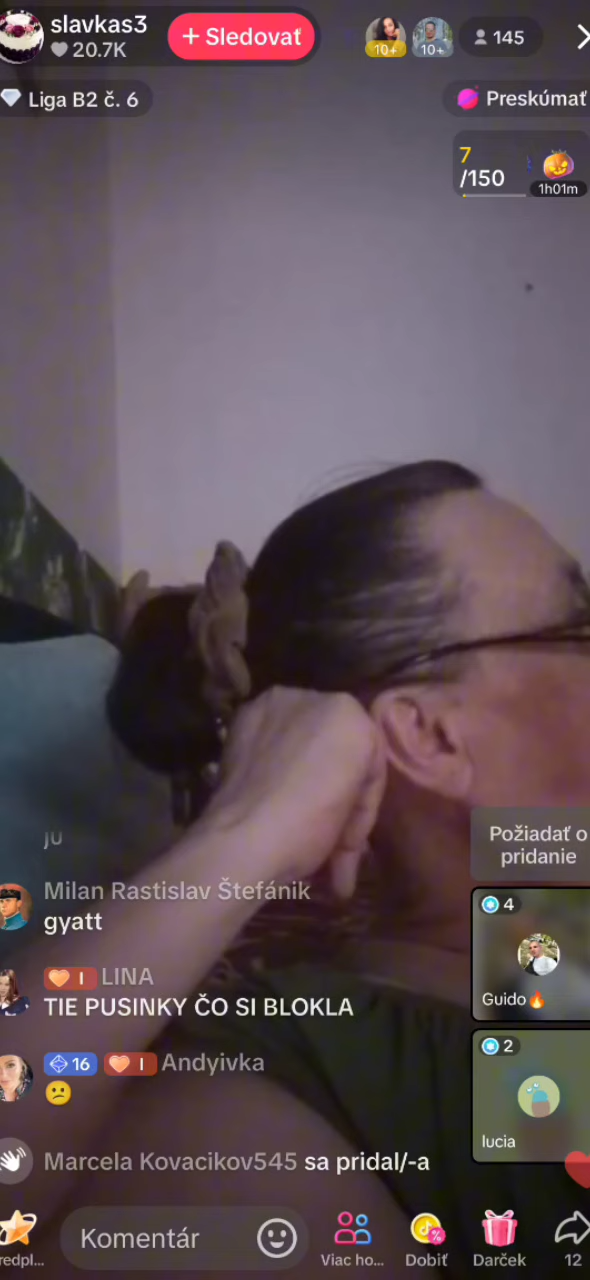 slavkas3
20.7K
+ Sledovať
10+
10+
145
Liga B2 č. 6
Preskúmať
7
/150
1h01m
Požiadať o
pridanie
Milan Rastislav Štefánik
gyatt
4
Guido
I LINA
TIE PUSINKY ČO SI BLOKLA
16 I Andyivka
2
lucia
Marcela Kovacikov545 sa pridal/-a
redpl...
Komentár
Viac ho...
Dobiť
Darček
12